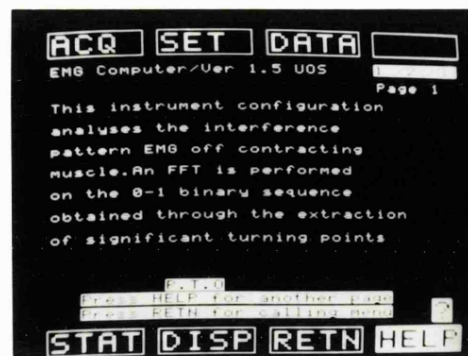 ACQ SET DATA
EMG Computer/Ver 1.5 UOS
Page 1
This instrument configuration
analyses the interference
pattern EMG off contracting
muscle.An FFT is performed
on the 0-1 binary sequence
obtained through the extraction
of significant turning points
P.T.O
Press HELP for another page
Press RETN for calling menu
?
STAT DISP RETN HELP